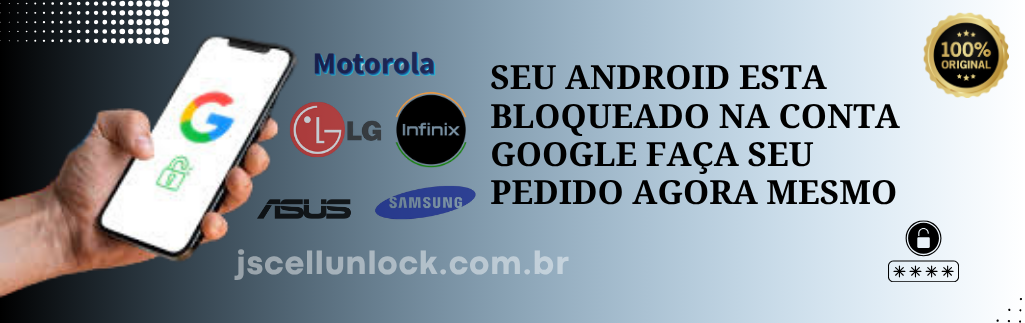 Motorola
LG
Infinix
ASUS
SAMSUNG
SEU ANDROID ESTA
BLOQUEADO NA CONTA
GOOGLE FAÇA SEU
PEDIDO AGORA MESMO
100%
ORIGINAL
jscellunlock.com.br
****